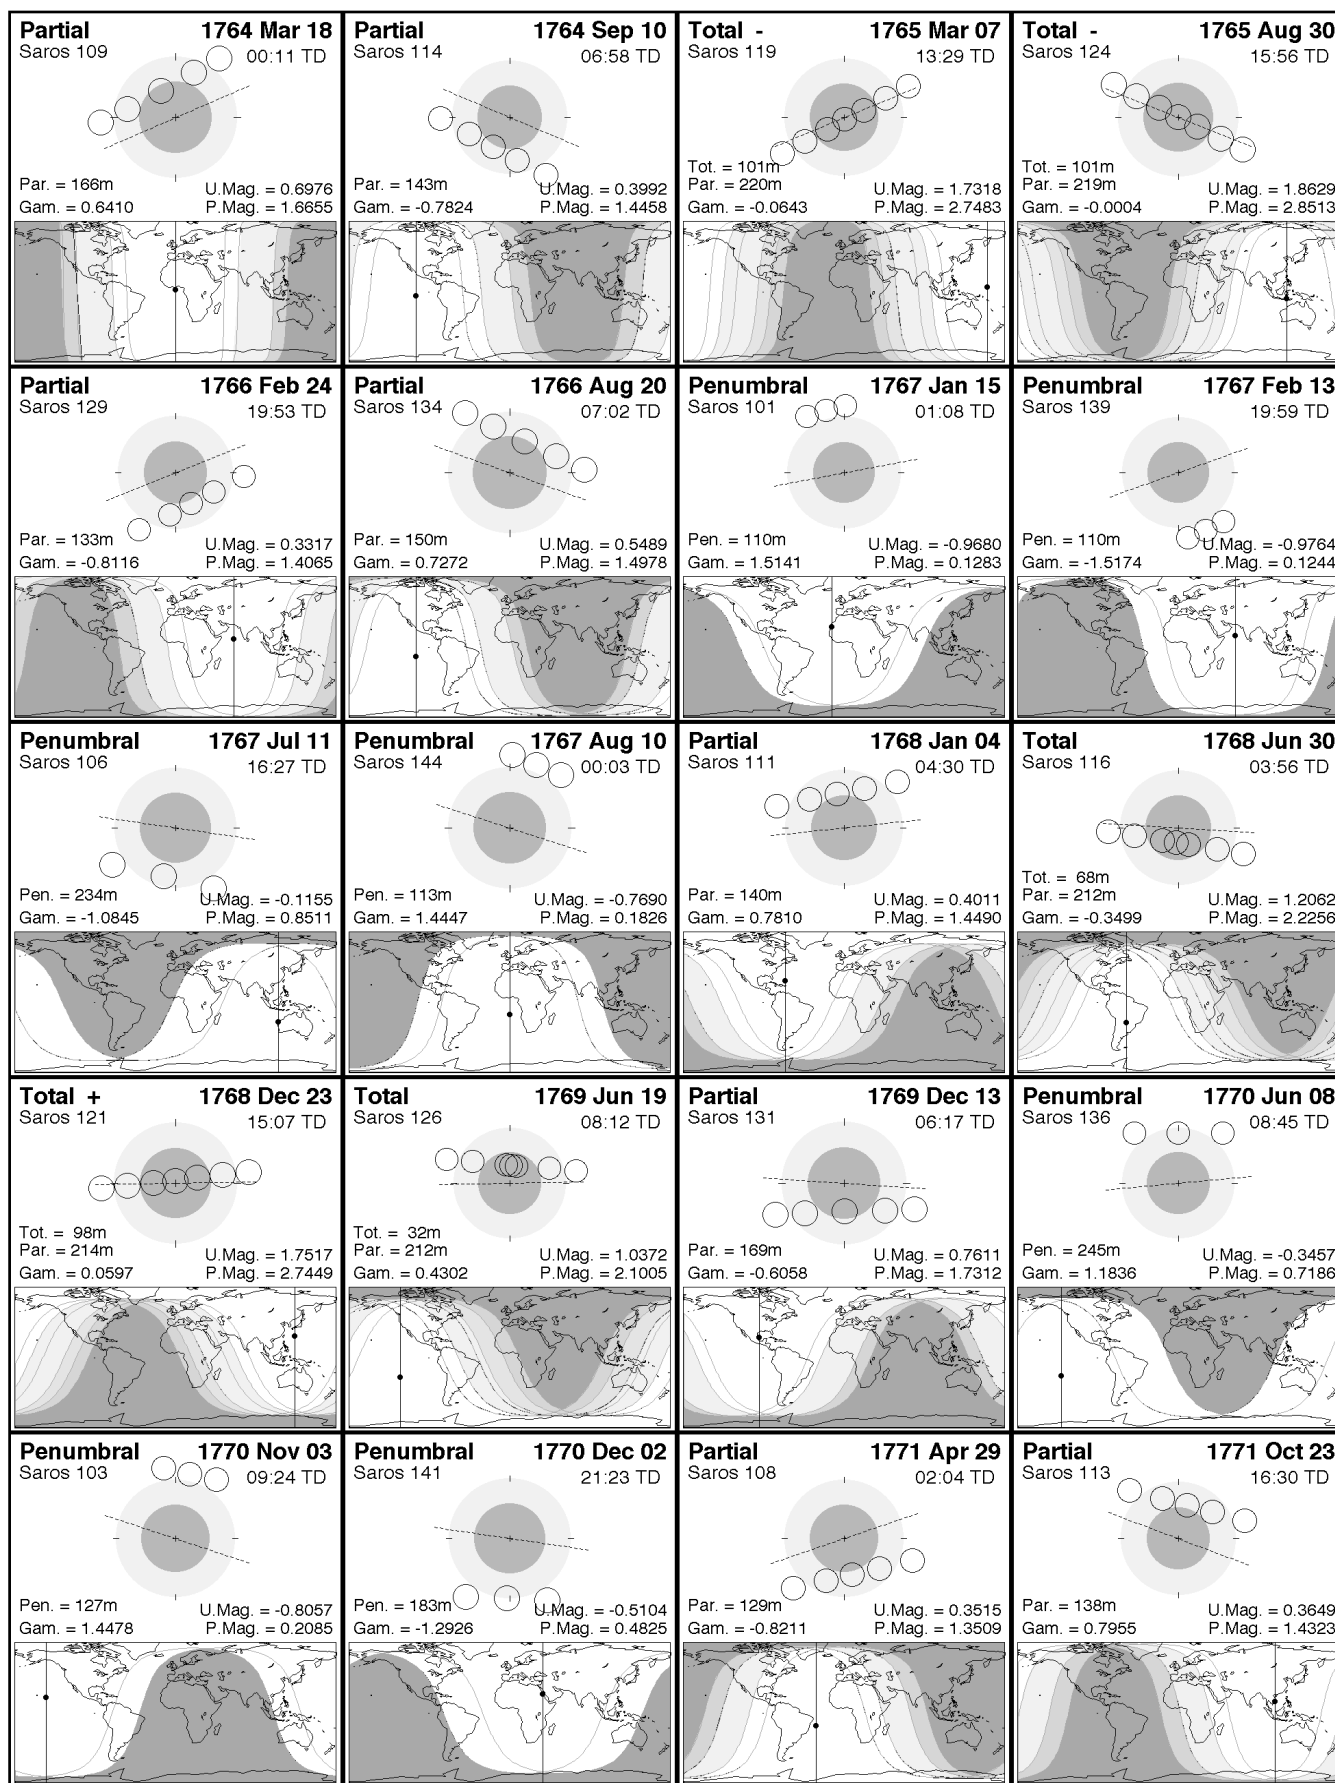 Partial 1764 Mar 18
Saros 109 00:11 TD
Par. = 166m U.Mag. = 0.6976
Gam. = 0.6410 P.Mag. = 1.6655
Partial 1764 Sep 10
Saros 114 06:58 TD
Par. = 143m U.Mag. = 0.3992
Gam. = -0.7824 P.Mag. = 1.4458
Total - 1765 Mar 07
Saros 119 13:29 TD
Tot. = 101m
Par. = 220m U.Mag. = 1.7318
Gam. = -0.0643 P.Mag. = 2.7483
Total - 1765 Aug 30
Saros 124 15:56 TD
Tot. = 101m
Par. = 219m U.Mag. = 1.8629
Gam. = -0.0004 P.Mag. = 2.8513
Partial 1766 Feb 24
Saros 129 19:53 TD
Par. = 133m U.Mag. = 0.3317
Gam. = -0.8116 P.Mag. = 1.4065
Partial 1766 Aug 20
Saros 134 07:02 TD
Par. = 150m U.Mag. = 0.5489
Gam. = 0.7272 P.Mag. = 1.4978
Penumbral 1767 Jan 15
Saros 101 01:08 TD
Pen. = 110m U.Mag. = -0.9680
Gam. = 1.5141 P.Mag. = 0.1283
Penumbral 1767 Feb 13
Saros 139 19:59 TD
Pen. = 110m U.Mag. = -0.9764
Gam. = -1.5174 P.Mag. = 0.1244
Penumbral 1767 Jul 11
Saros 106 16:27 TD
Pen. = 234m U.Mag. = -0.1155
Gam. = -1.0845 P.Mag. = 0.8511
Penumbral 1767 Aug 10
Saros 144 00:03 TD
Pen. = 113m U.Mag. = -0.7690
Gam. = 1.4447 P.Mag. = 0.1826
Partial 1768 Jan 04
Saros 111 04:30 TD
Par. = 140m U.Mag. = 0.4011
Gam. = 0.7810 P.Mag. = 1.4490
Total 1768 Jun 30
Saros 116 03:56 TD
Tot. = 68m
Par. = 212m U.Mag. = 1.2062
Gam. = -0.3499 P.Mag. = 2.2256
Total + 1768 Dec 23
Saros 121 15:07 TD
Tot. = 98m
Par. = 214m U.Mag. = 1.7517
Gam. = 0.0597 P.Mag. = 2.7449
Total 1769 Jun 19
Saros 126 08:12 TD
Tot. = 32m
Par. = 212m U.Mag. = 1.0372
Gam. = 0.4302 P.Mag. = 2.1005
Partial 1769 Dec 13
Saros 131 06:17 TD
Par. = 169m U.Mag. = 0.7611
Gam. = -0.6058 P.Mag. = 1.7312
Penumbral 1770 Jun 08
Saros 136 08:45 TD
Pen. = 245m U.Mag. = -0.3457
Gam. = 1.1836 P.Mag. = 0.7186
Penumbral 1770 Nov 03
Saros 103 09:24 TD
Pen. = 127m U.Mag. = -0.8057
Gam. = 1.4478 P.Mag. = 0.2085
Penumbral 1770 Dec 02
Saros 141 21:23 TD
Pen. = 183m U.Mag. = -0.5104
Gam. = -1.2926 P.Mag. = 0.4825
Partial 1771 Apr 29
Saros 108 02:04 TD
Par. = 129m U.Mag. = 0.3515
Gam. = -0.8211 P.Mag. = 1.3509
Partial 1771 Oct 23
Saros 113 16:30 TD
Par. = 138m U.Mag. = 0.3649
Gam. = 0.7955 P.Mag. = 1.4323